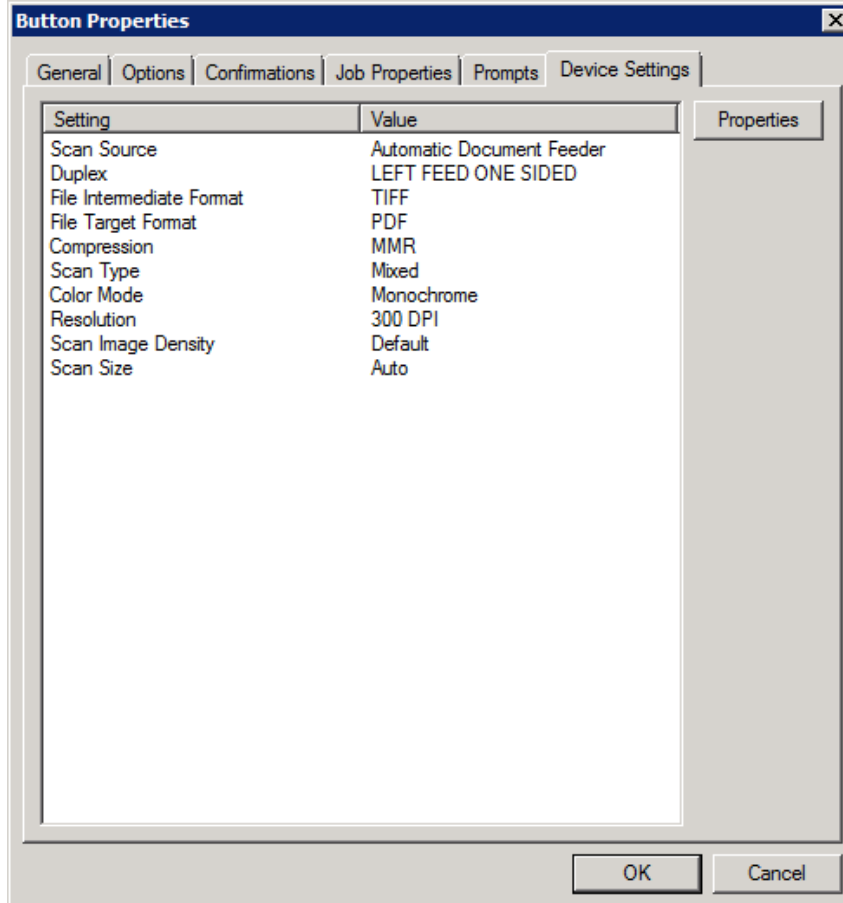 Button Properties
General Options Confirmations Job Properties Prompts Device Settings
Setting Value Properties
Scan Source Automatic Document Feeder
Duplex LEFT FEED ONE SIDED
File Intermediate Format TIFF
File Target Format PDF
Compression MMR
Scan Type Mixed
Color Mode Monochrome
Resolution 300 DPI
Scan Image Density Default
Scan Size Auto
OK Cancel